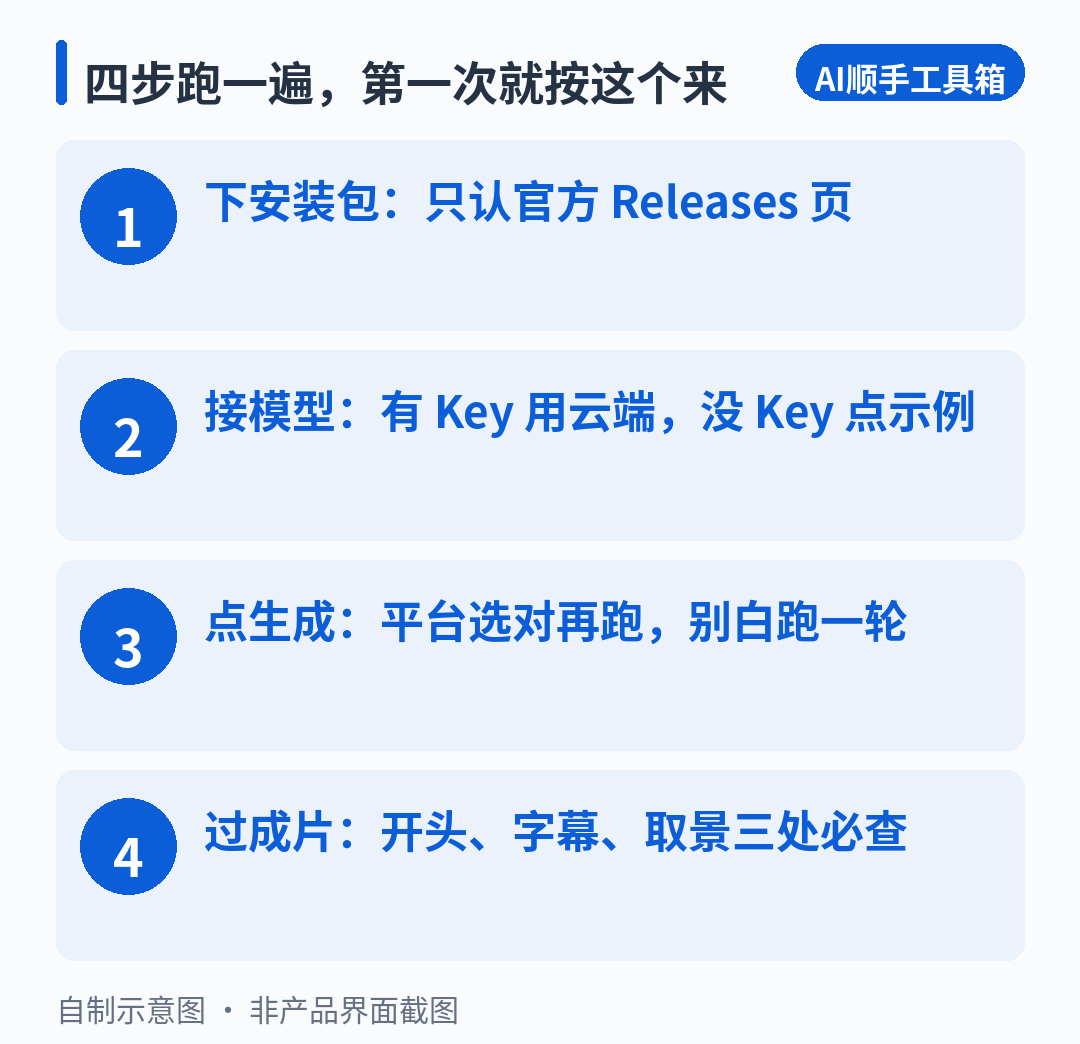 四步跑一遍，第一次就按这个来
AI顺手工具箱
1
下安装包：只认官方 Releases 页
2
接模型：有 Key 用云端，没 Key 点示例
3
点生成：平台选对再跑，别白跑一轮
4
过成片：开头、字幕、取景三处必查
自制示意图 · 非产品界面截图